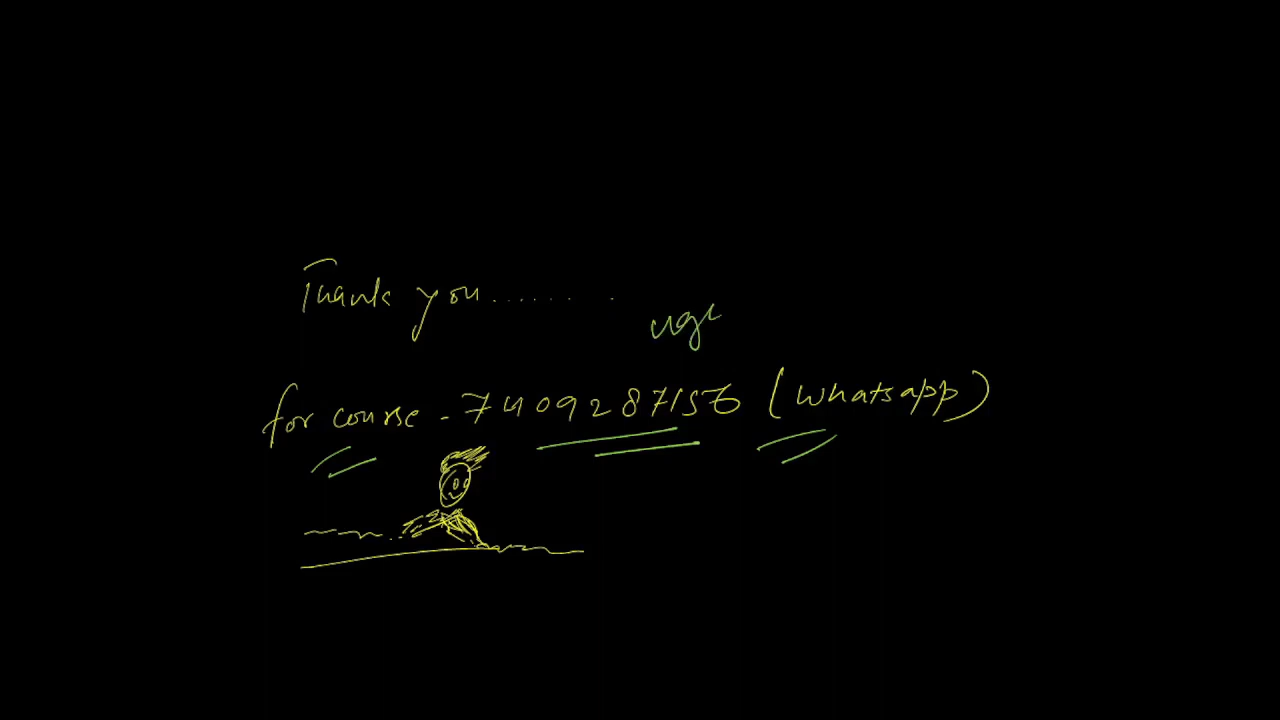 Thank you........
ugc
for course - 7409287156 (Whatsapp)